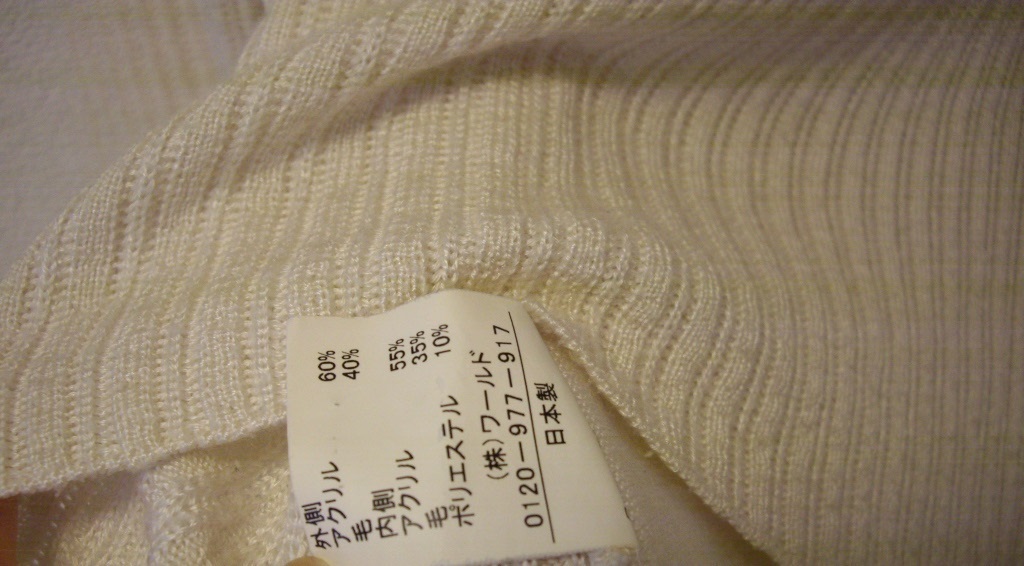 外側
アクリル 60%
毛 40%
内側
アクリル 55%
毛 35%
ポリエステル 10%
(株)ワールド
0120-977-917
日本製